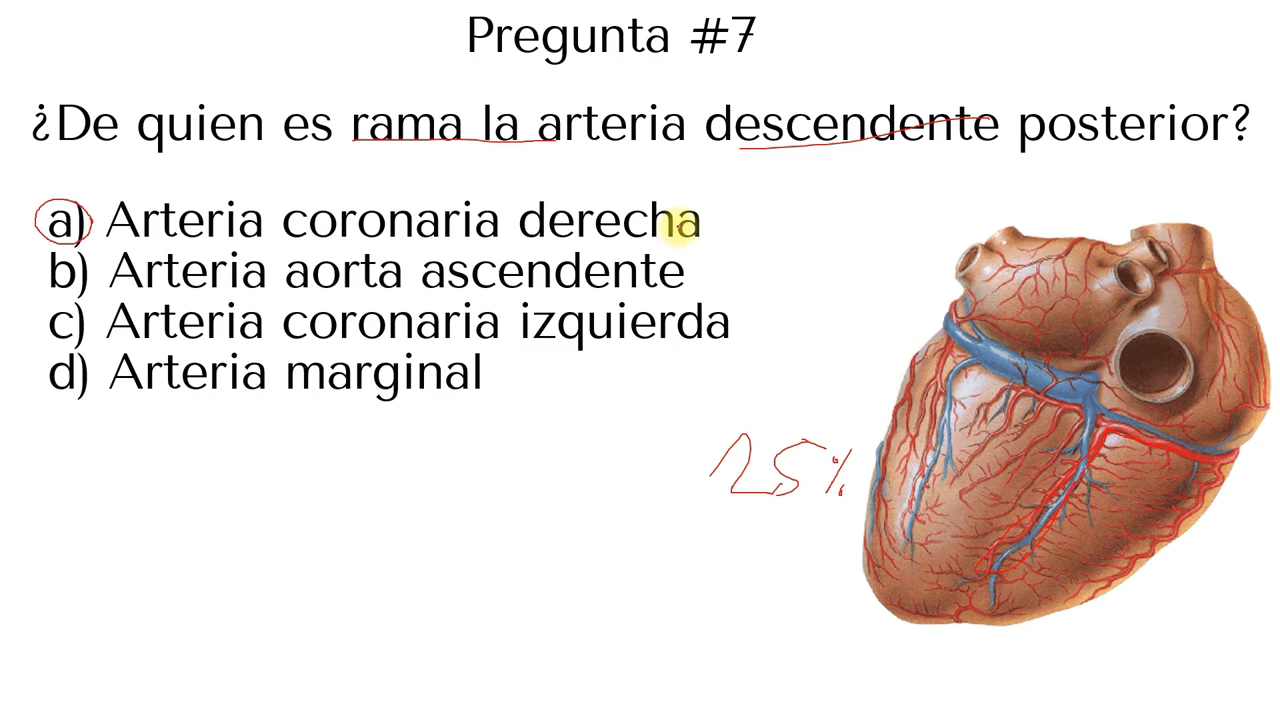 Pregunta #7
¿De quien es rama la arteria descendente posterior?
a) Arteria coronaria derecha
b) Arteria aorta ascendente
c) Arteria coronaria izquierda
d) Arteria marginal
25%